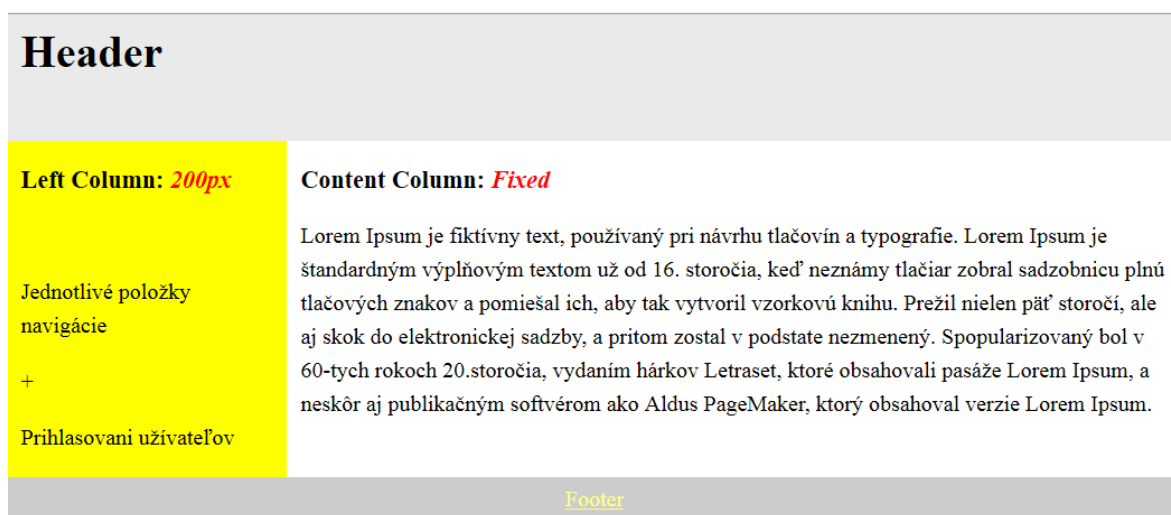 Header
Left Column: 200px
Jednotlivé položky
navigácie
+
Prihlasovani užívateľov
Content Column: Fixed
Lorem Ipsum je fiktívny text, používaný pri návrhu tlačovín a typografie. Lorem Ipsum je
štandardným výplňovým textom už od 16. storočia, keď neznámy tlačiar zobral sadzobnicu plnú
tlačových znakov a pomiešal ich, aby tak vytvoril vzorkovú knihu. Prežil nielen päť storočí, ale
aj skok do elektronickej sadzby, a pritom zostal v podstate nezmenený. Spopularizovaný bol v
60-tych rokoch 20.storočia, vydaním hárkov Letraset, ktoré obsahovali pasáže Lorem Ipsum, a
neskôr aj publikačným softvérom ako Aldus PageMaker, ktorý obsahoval verzie Lorem Ipsum.
Footer